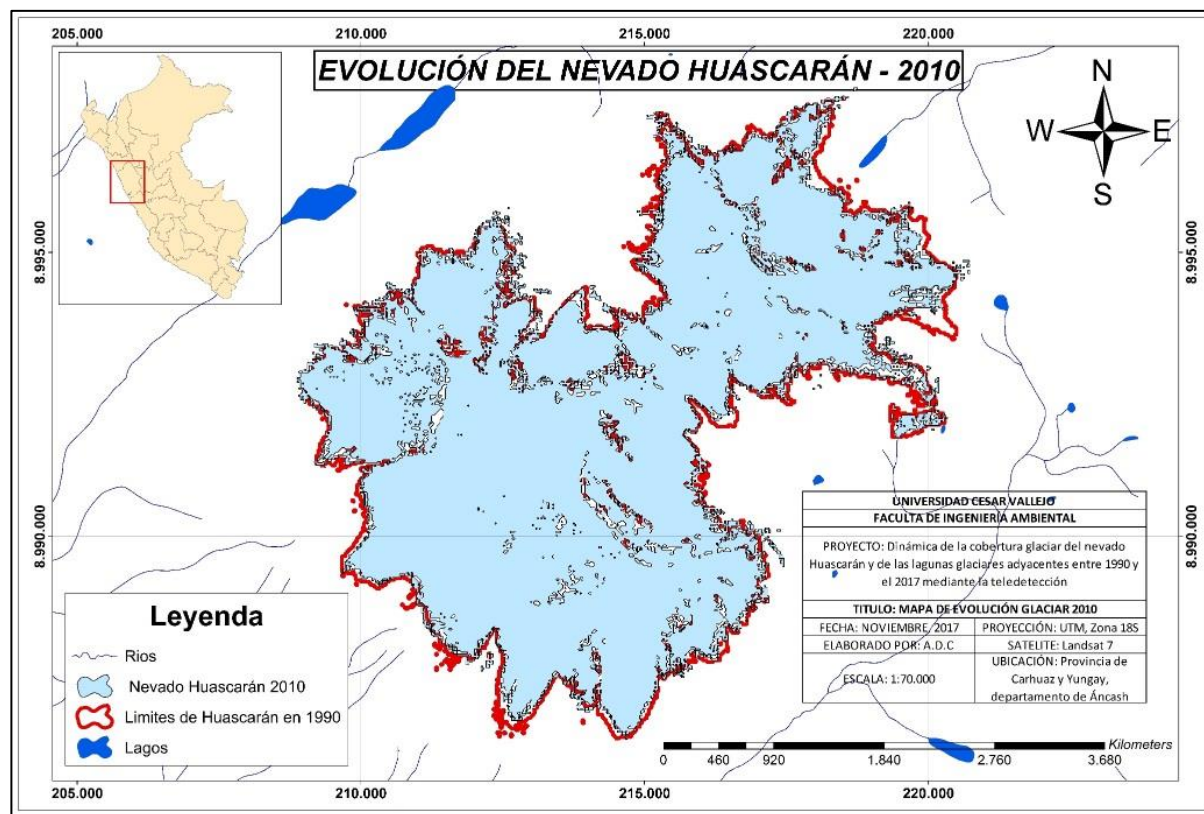 205.000 210.000 215.000 220.000
EVOLUCIÓN DEL NEVADO HUASCARÁN - 2010
N
W E
S
8.995.000 8.995.000
8.990.000 8.990.000
UNIVERSIDAD CESAR VALLEJO
FACULTA DE INGENIERÍA AMBIENTAL
PROYECTO: Dinámica de la cobertura glaciar del nevado
Huascarán y de las lagunas glaciares adyacentes entre 1990 y
el 2017 mediante la teledetección
TITULO: MAPA DE EVOLUCIÓN GLACIAR 2010
FECHA: NOVIEMBRE, 2017 PROYECCIÓN: UTM, Zona 18S
ELABORADO POR: A.D.C SATELITE: Landsat 7
ESCALA: 1:70.000 UBICACIÓN: Provincia de
Carhuaz y Yungay,
departamento de Áncash
Leyenda
Rios
Nevado Huascarán 2010
Limites de Huascarán en 1990
Lagos
Kilometers
0 460 920 1.840 2.760 3.680
205.000 210.000 215.000 220.000